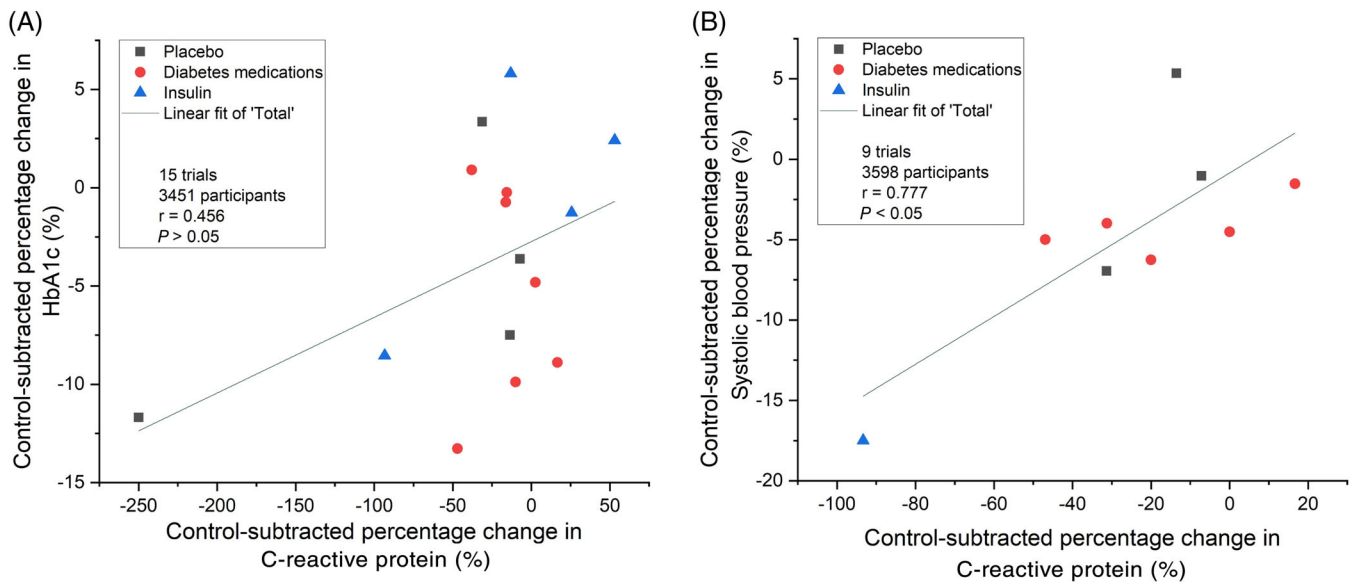 (A)
Control-subtracted percentage change in
HbA1c (%)
5
0
-5
-10
-15
Placebo
Diabetes medications
Insulin
Linear fit of 'Total'
15 trials
3451 participants
r = 0.456
P > 0.05
-250
-200
-150
-100
-50
0
50
Control-subtracted percentage change in
C-reactive protein (%)
(B)
Control-subtracted percentage change in
Systolic blood pressure (%)
5
0
-5
-10
-15
-20
Placebo
Diabetes medications
Insulin
Linear fit of 'Total'
9 trials
3598 participants
r = 0.777
P < 0.05
-100
-80
-60
-40
-20
0
20
Control-subtracted percentage change in
C-reactive protein (%)